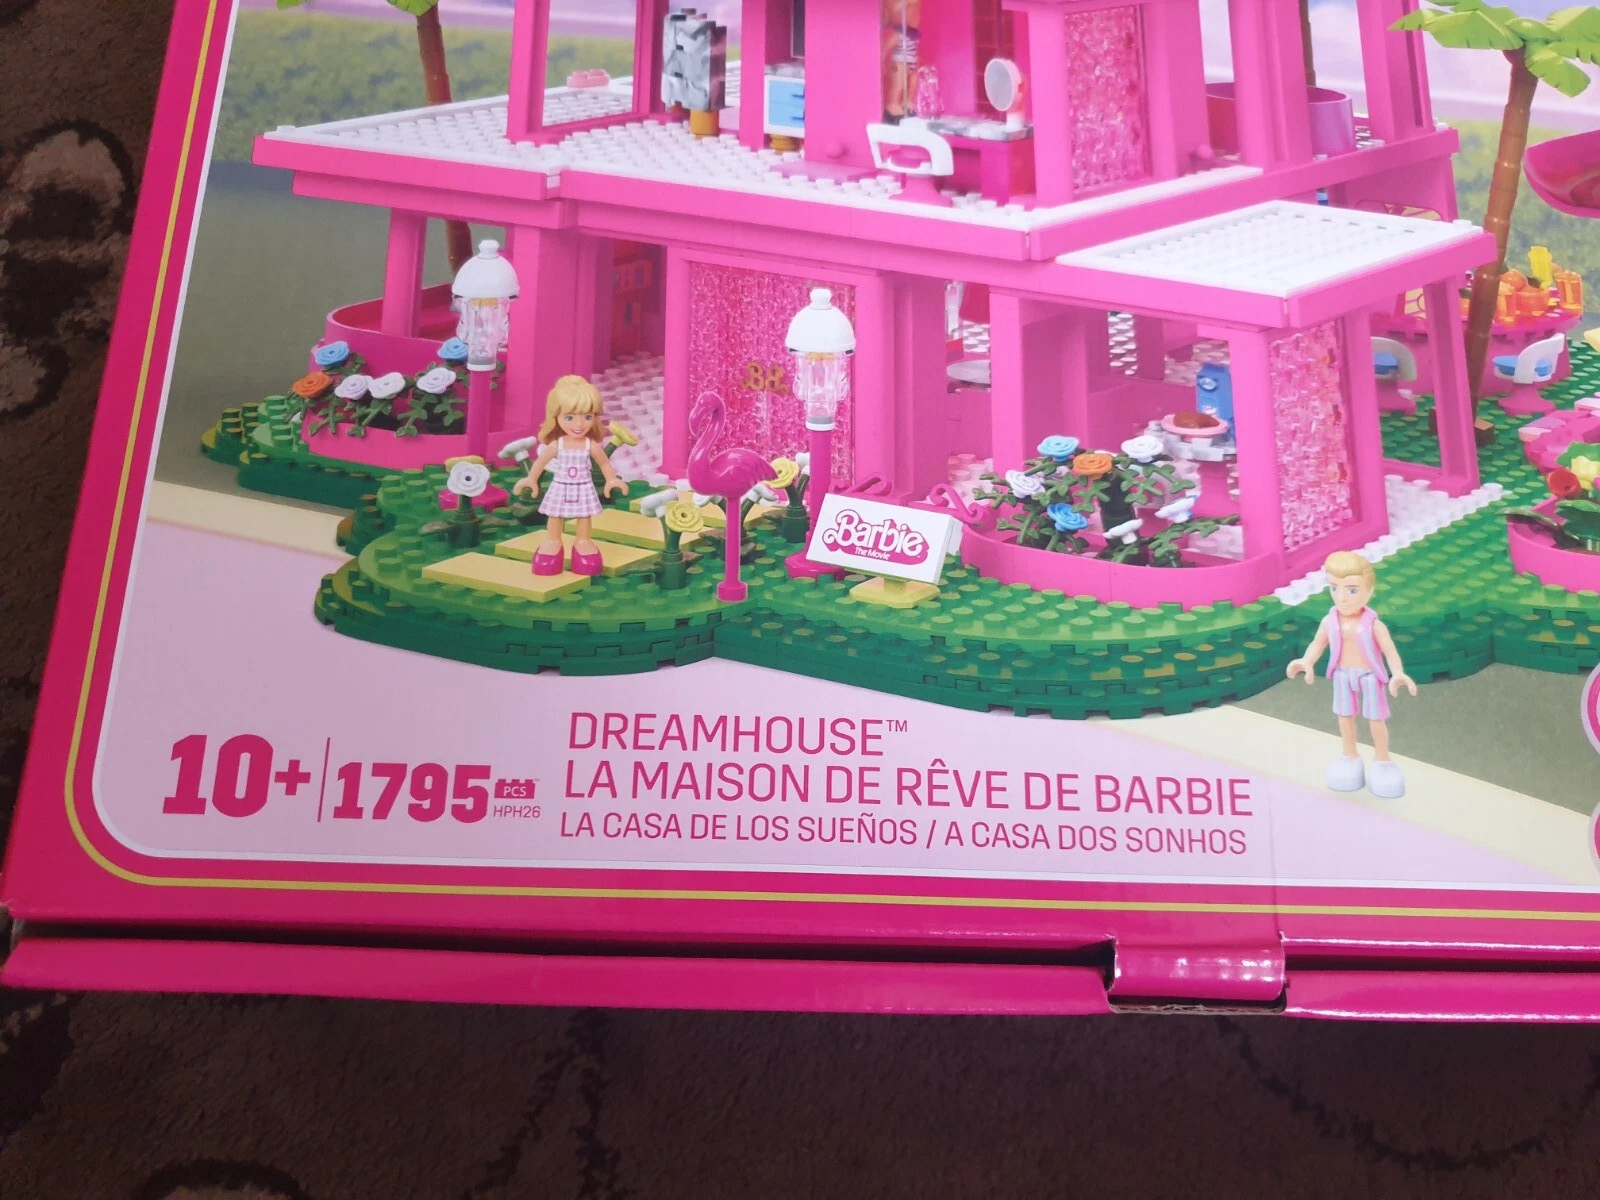 88
Barbie
The Movie
10+
1795 PCS
HPH26
DREAMHOUSE™
LA MAISON DE RÊVE DE BARBIE
LA CASA DE LOS SUEÑOS / A CASA DOS SONHOS